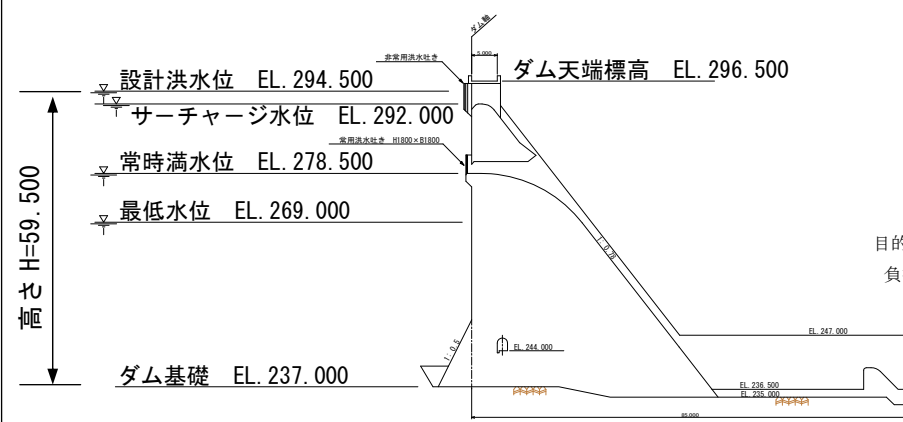 ダム軸
5.000
非常用洪水吐き
ダム天端標高 EL.296.500
設計洪水位 EL.294.500
サーチャージ水位 EL.292.000
常用洪水吐き H1800×B1800
常時満水位 EL.278.500
最低水位 EL.269.000
高さ H=59.500
1:0.78
目的
負
EL.247.000
1:0.5
EL.244.000
ダム基礎 EL.237.000
EL.236.500
EL.235.000
85.000